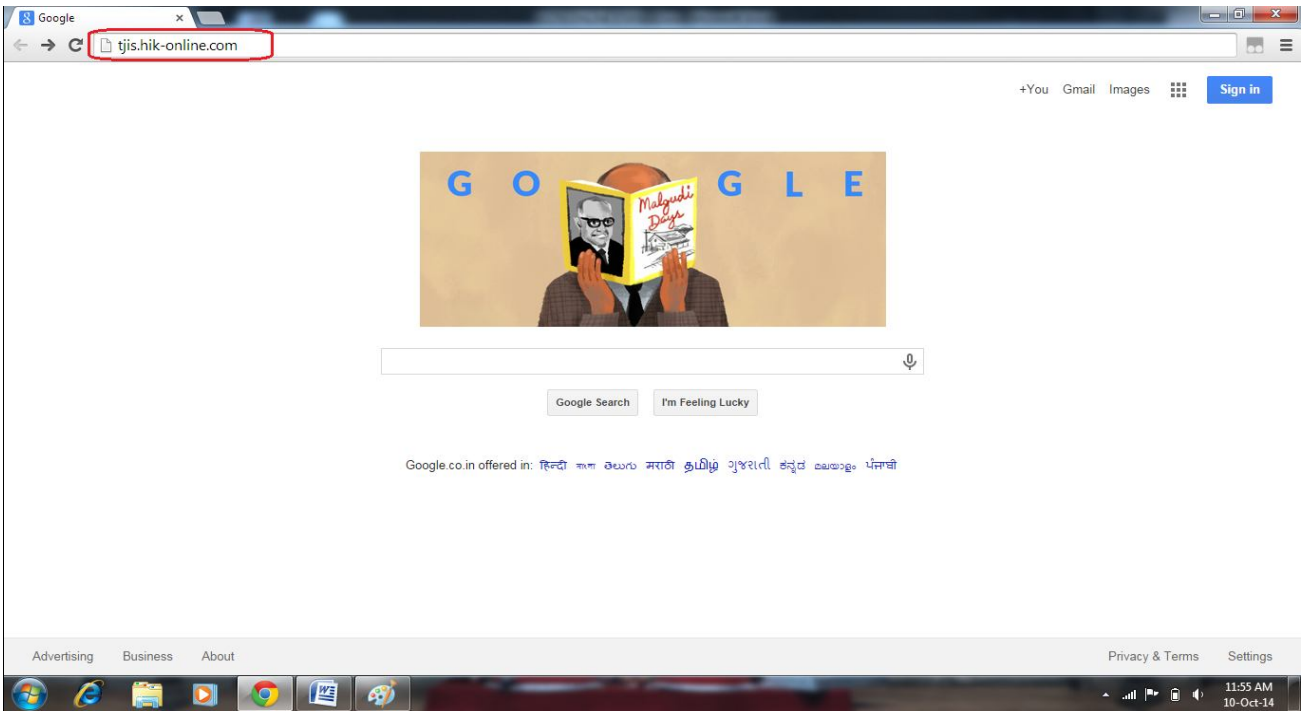 Google
tjis.hik-online.com
+You Gmail Images Sign in
G O G L E
Malgudi
Days
Google Search I'm Feeling Lucky
Google.co.in offered in: हिन्दी বাংলা తెలుగు मराठी தமிழ் ગુજરાતી ಕನ್ನಡ മലയാളം ਪੰਜਾਬੀ
Advertising Business About Privacy & Terms Settings
11:55 AM
10-Oct-14